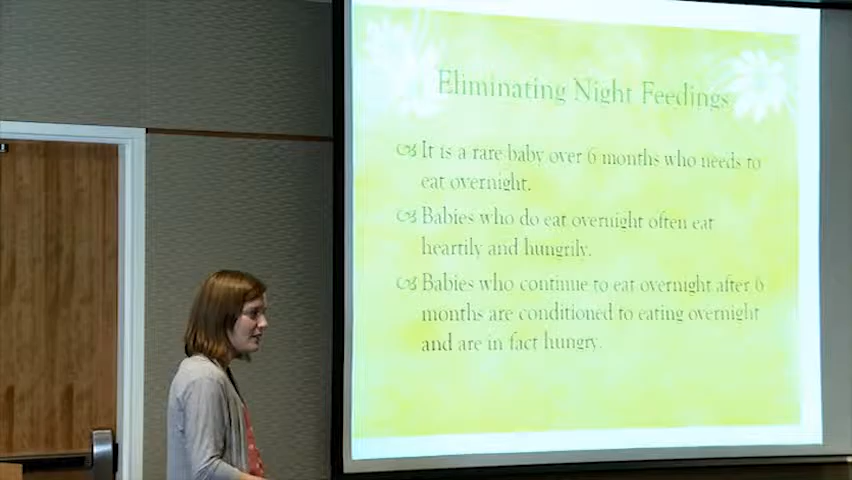 Eliminating Night Feedings
It is a rare baby over 6 months who needs to
eat overnight.
Babies who do eat overnight often eat
heartily and hungrily.
Babies who continue to eat overnight after 6
months are conditioned to eating overnight
and are in fact hungry.